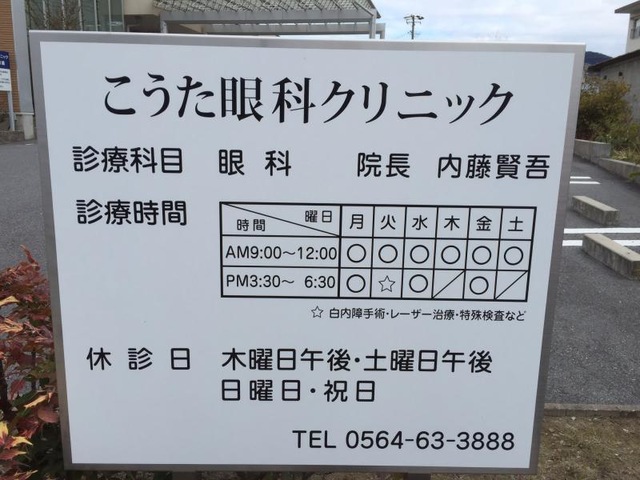 こうた眼科クリニック
診療科目 眼科 院長 内藤賢吾
診療時間
時間 曜日 月 火 水 木 金 土
AM9:00～12:00 ○ ○ ○ ○ ○ ○
PM3:30～ 6:30 ○ ☆ ○ ／ ○ ／
☆ 白内障手術・レーザー治療・特殊検査など
休診日 木曜日午後・土曜日午後
日曜日・祝日
TEL 0564-63-3888